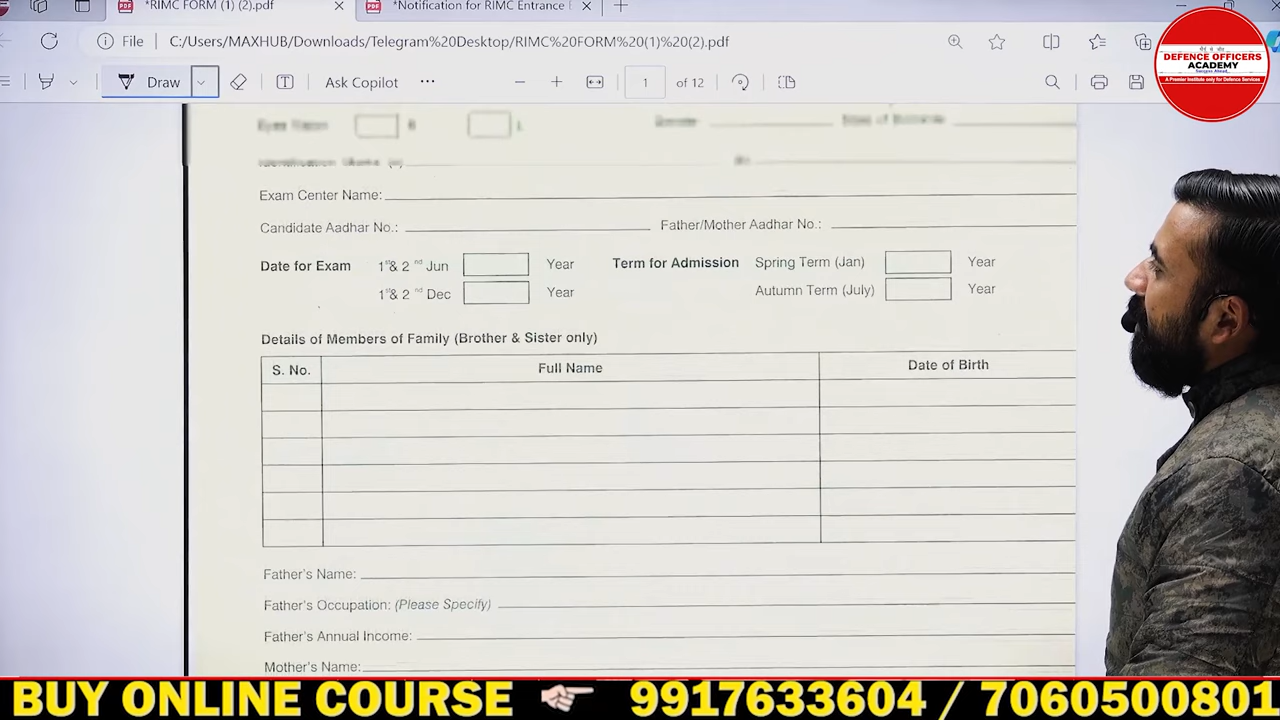 *RIMC FORM (1) (2).pdf
*Notification for RIMC Entrance
File
C:/Users/MAXHUB/Downloads/Telegram%20Desktop/RIMC%20FORM%20(1)%20(2).pdf
Draw
Ask Copilot
1 of 12
DEFENCE OFFICERS
ACADEMY
A Premier Institute only for Defence Services
Exam Center Name:
Candidate Aadhar No.: Father/Mother Aadhar No.:
Date for Exam 1st & 2nd Jun Year Term for Admission Spring Term (Jan) Year
1st & 2nd Dec Year Autumn Term (July) Year
Details of Members of Family (Brother & Sister only)
S. No. Full Name Date of Birth
Father's Name:
Father's Occupation: (Please Specify)
Father's Annual Income:
Mother's Name:
BUY ONLINE COURSE 9917633604 / 7060500801